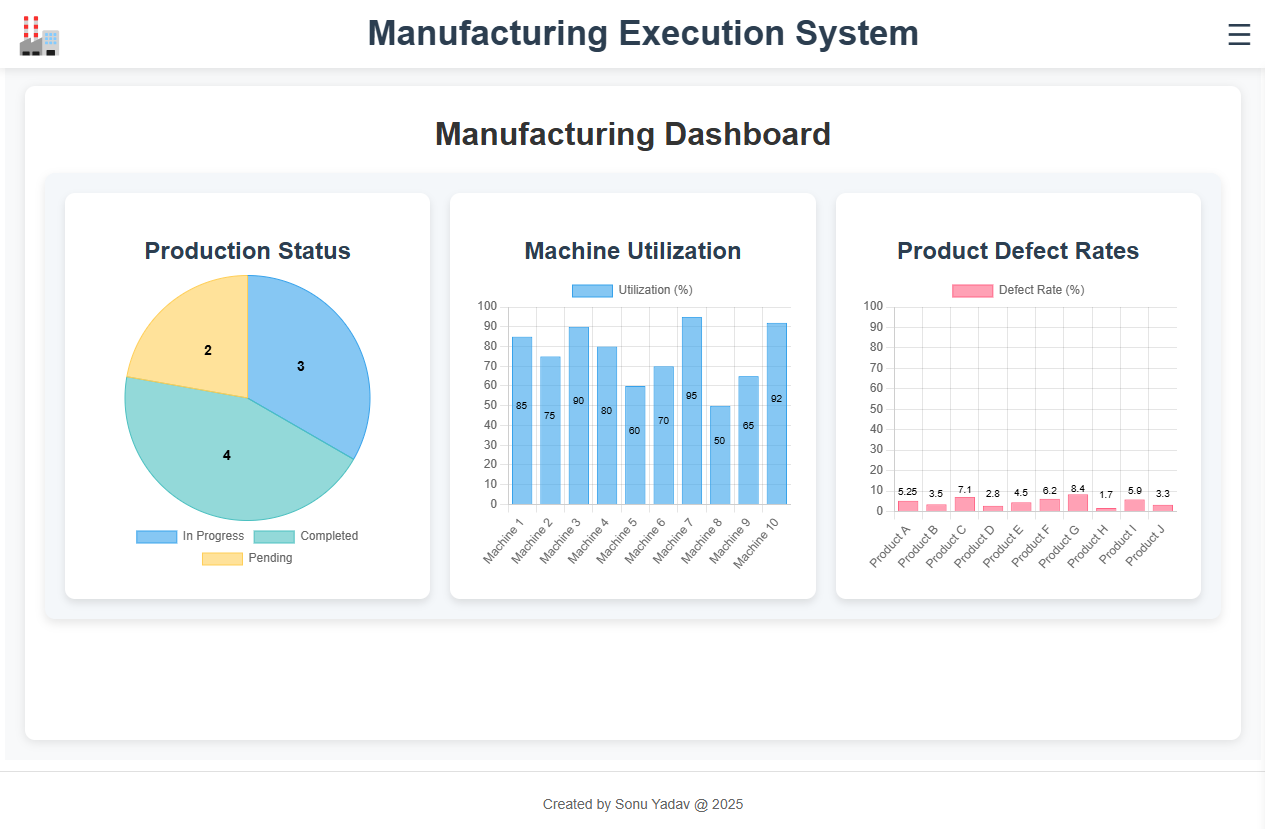 Manufacturing Execution System
Manufacturing Dashboard
Production Status
2
3
4
In Progress Completed
Pending
Machine Utilization
Utilization (%)
100
90
80
70
60
50
40
30
20
10
0
85 75 90 80 60 70 95 50 65 92
Machine 1
Machine 2
Machine 3
Machine 4
Machine 5
Machine 6
Machine 7
Machine 8
Machine 9
Machine 10
Product Defect Rates
Defect Rate (%)
100
90
80
70
60
50
40
30
20
10
0
5.25 3.5 7.1 2.8 4.5 6.2 8.4 1.7 5.9 3.3
Product A
Product B
Product C
Product D
Product E
Product F
Product G
Product H
Product I
Product J
Created by Sonu Yadav @ 2025